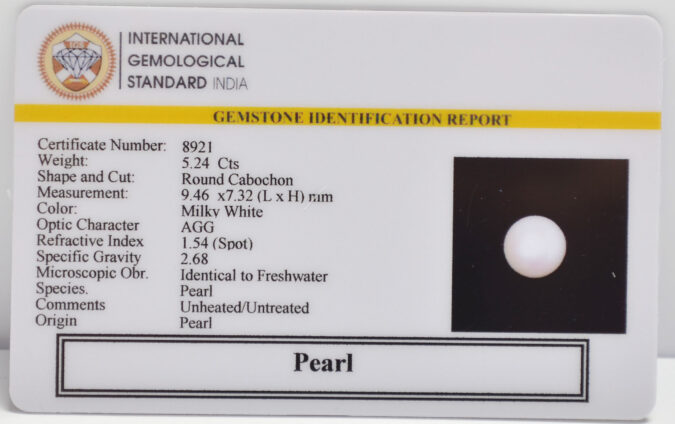 IGS
INTERNATIONAL
GEMOLOGICAL
STANDARD INDIA
GEMSTONE IDENTIFICATION REPORT
Certificate Number: 8921
Weight: 5.24 Cts
Shape and Cut: Round Cabochon
Measurement: 9.46 x7.32 (L x H) mm
Color: Milky White
Optic Character AGG
Refractive Index 1.54 (Spot)
Specific Gravity 2.68
Microscopic Obr. Identical to Freshwater
Species. Pearl
Comments Unheated/Untreated
Origin Pearl
Pearl